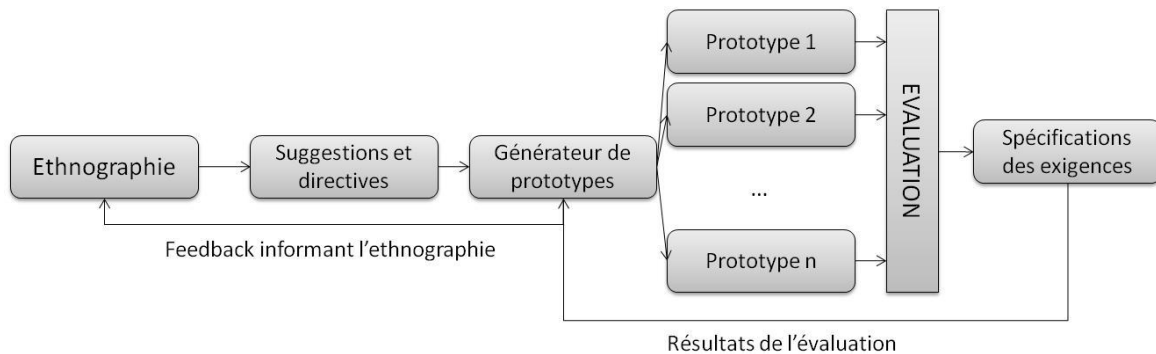 Ethnographie
Suggestions et
directives
Générateur de
prototypes
Prototype 1
Prototype 2
...
Prototype n
EVALUATION
Spécifications
des exigences
Feedback informant l'ethnographie
Résultats de l'évaluation